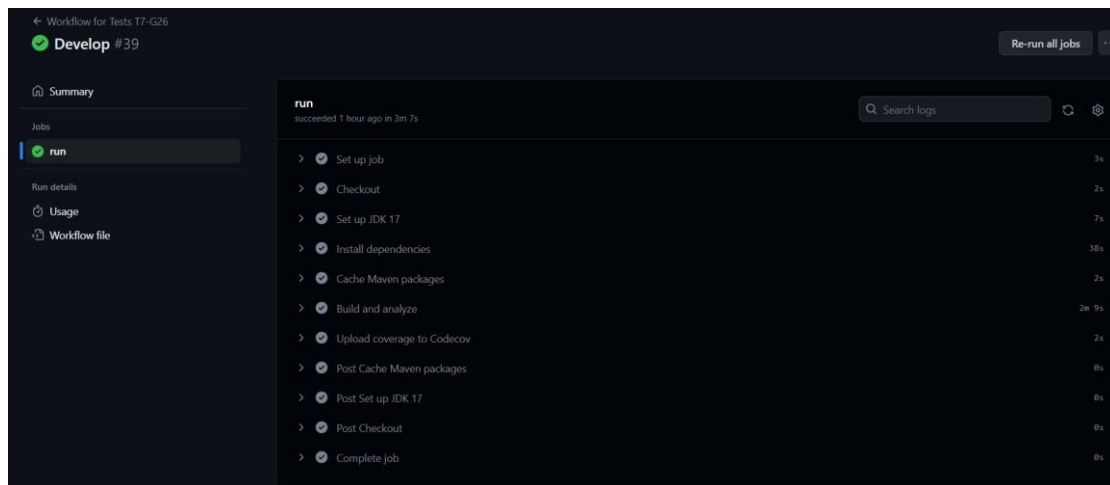 ← Workflow for Tests T7-G26
Develop #39
Re-run all jobs
Summary
Jobs
run
Run details
Usage
Workflow file
run
succeeded 1 hour ago in 3m 7s
Search logs
Set up job 3s
Checkout 2s
Set up JDK 17 7s
Install dependencies 38s
Cache Maven packages 2s
Build and analyze 2m 9s
Upload coverage to Codecov 2s
Post Cache Maven packages 0s
Post Set up JDK 17 0s
Post Checkout 0s
Complete job 0s